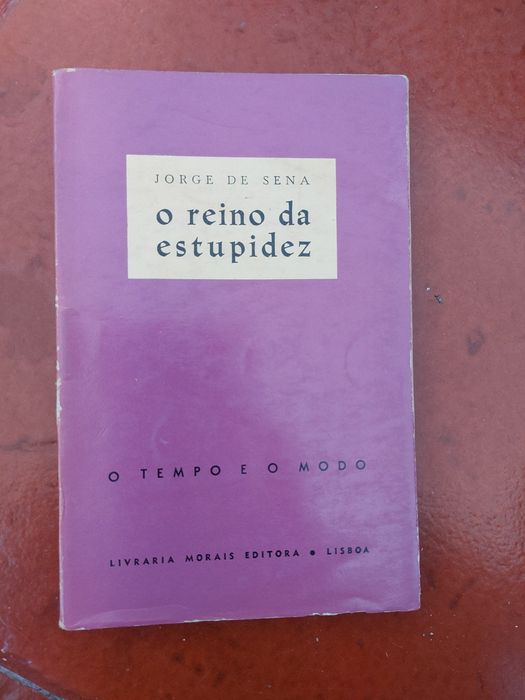 JORGE DE SENA
o reino da
estupidez
O TEMPO E O MODO
LIVRARIA MORAIS EDITORA • LISBOA